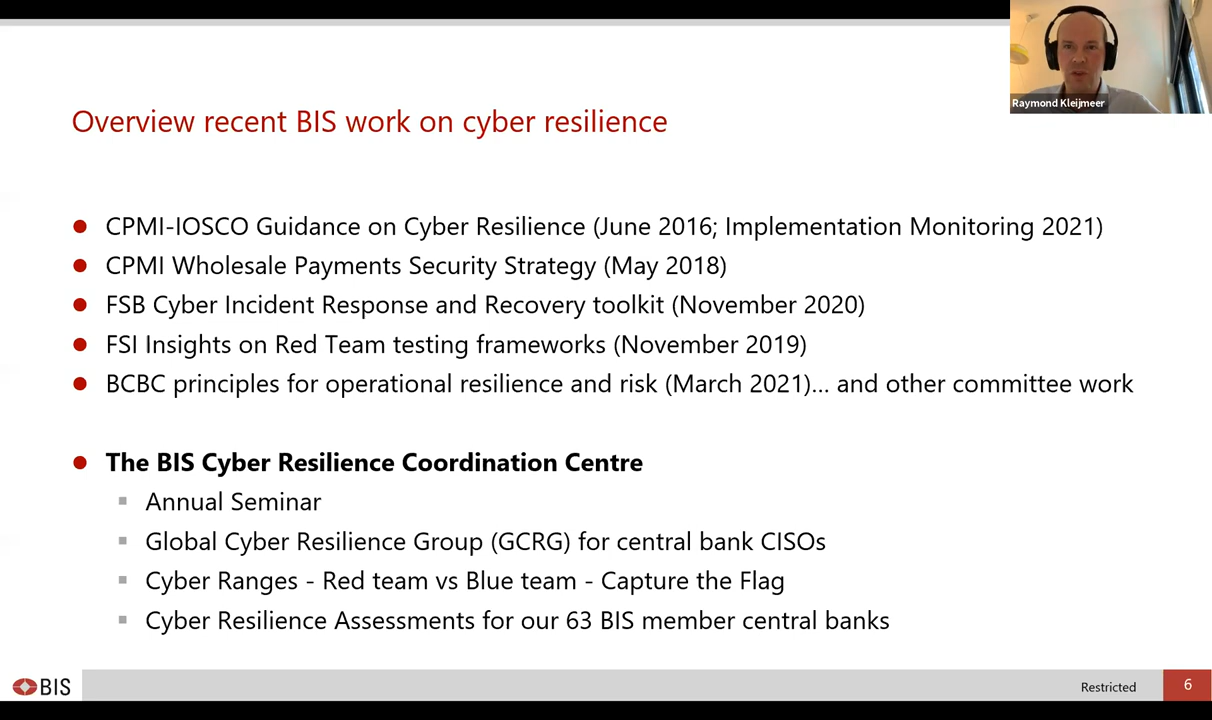 Raymond Kleijmeer
Overview recent BIS work on cyber resilience
CPMI-IOSCO Guidance on Cyber Resilience (June 2016; Implementation Monitoring 2021)
CPMI Wholesale Payments Security Strategy (May 2018)
FSB Cyber Incident Response and Recovery toolkit (November 2020)
FSI Insights on Red Team testing frameworks (November 2019)
BCBC principles for operational resilience and risk (March 2021)... and other committee work
The BIS Cyber Resilience Coordination Centre
Annual Seminar
Global Cyber Resilience Group (GCRG) for central bank CISOs
Cyber Ranges - Red team vs Blue team - Capture the Flag
Cyber Resilience Assessments for our 63 BIS member central banks
BIS
Restricted
6